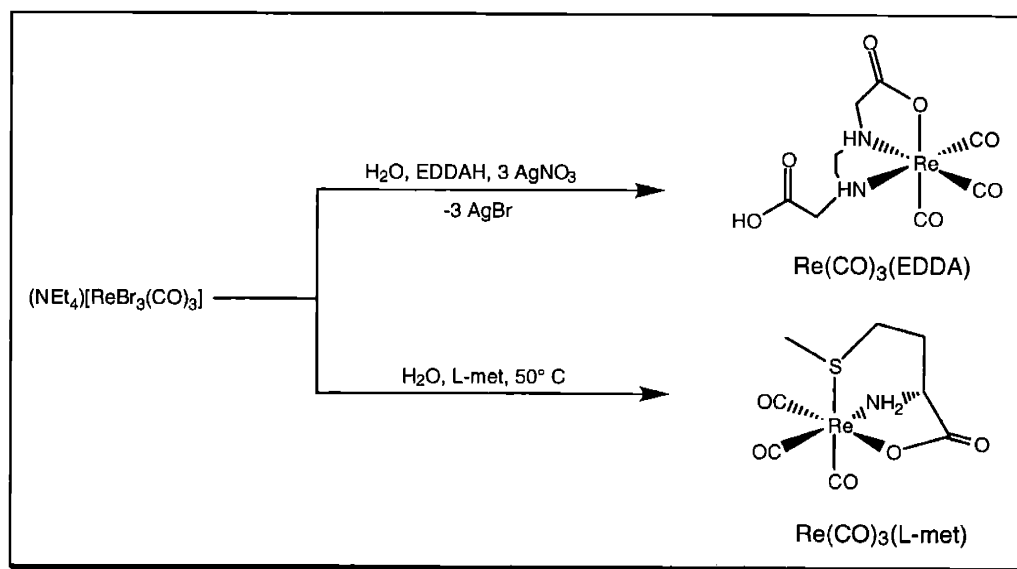 H₂O, EDDAH, 3 AgNO₃
-3 AgBr
O
O
HN
HN
Re
CO
CO
CO
O
HO
Re(CO)₃(EDDA)
(NEt₄)[ReBr₃(CO)₃]
H₂O, L-met, 50° C
S
OC
OC
Re
NH₂
O
O
CO
Re(CO)₃(L-met)